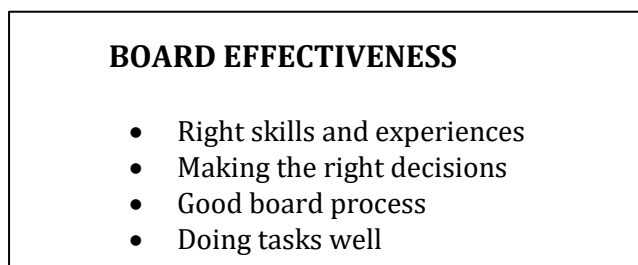 BOARD EFFECTIVENESS
• Right skills and experiences
• Making the right decisions
• Good board process
• Doing tasks well